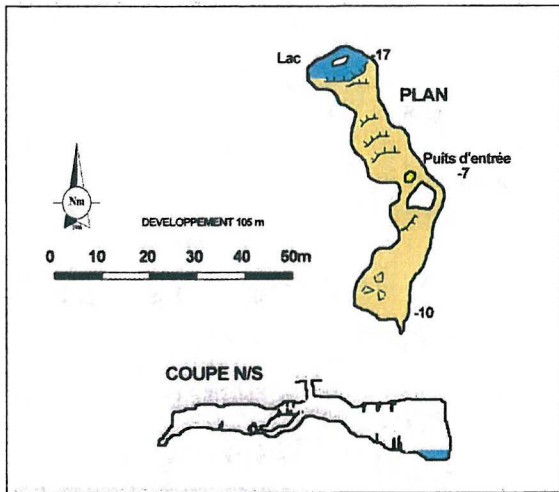 Lac
-17
PLAN
Puits d'entrée
-7
Nm
DEVELOPPEMENT 105 m
0 10 20 30 40 50m
-10
COUPE N/S